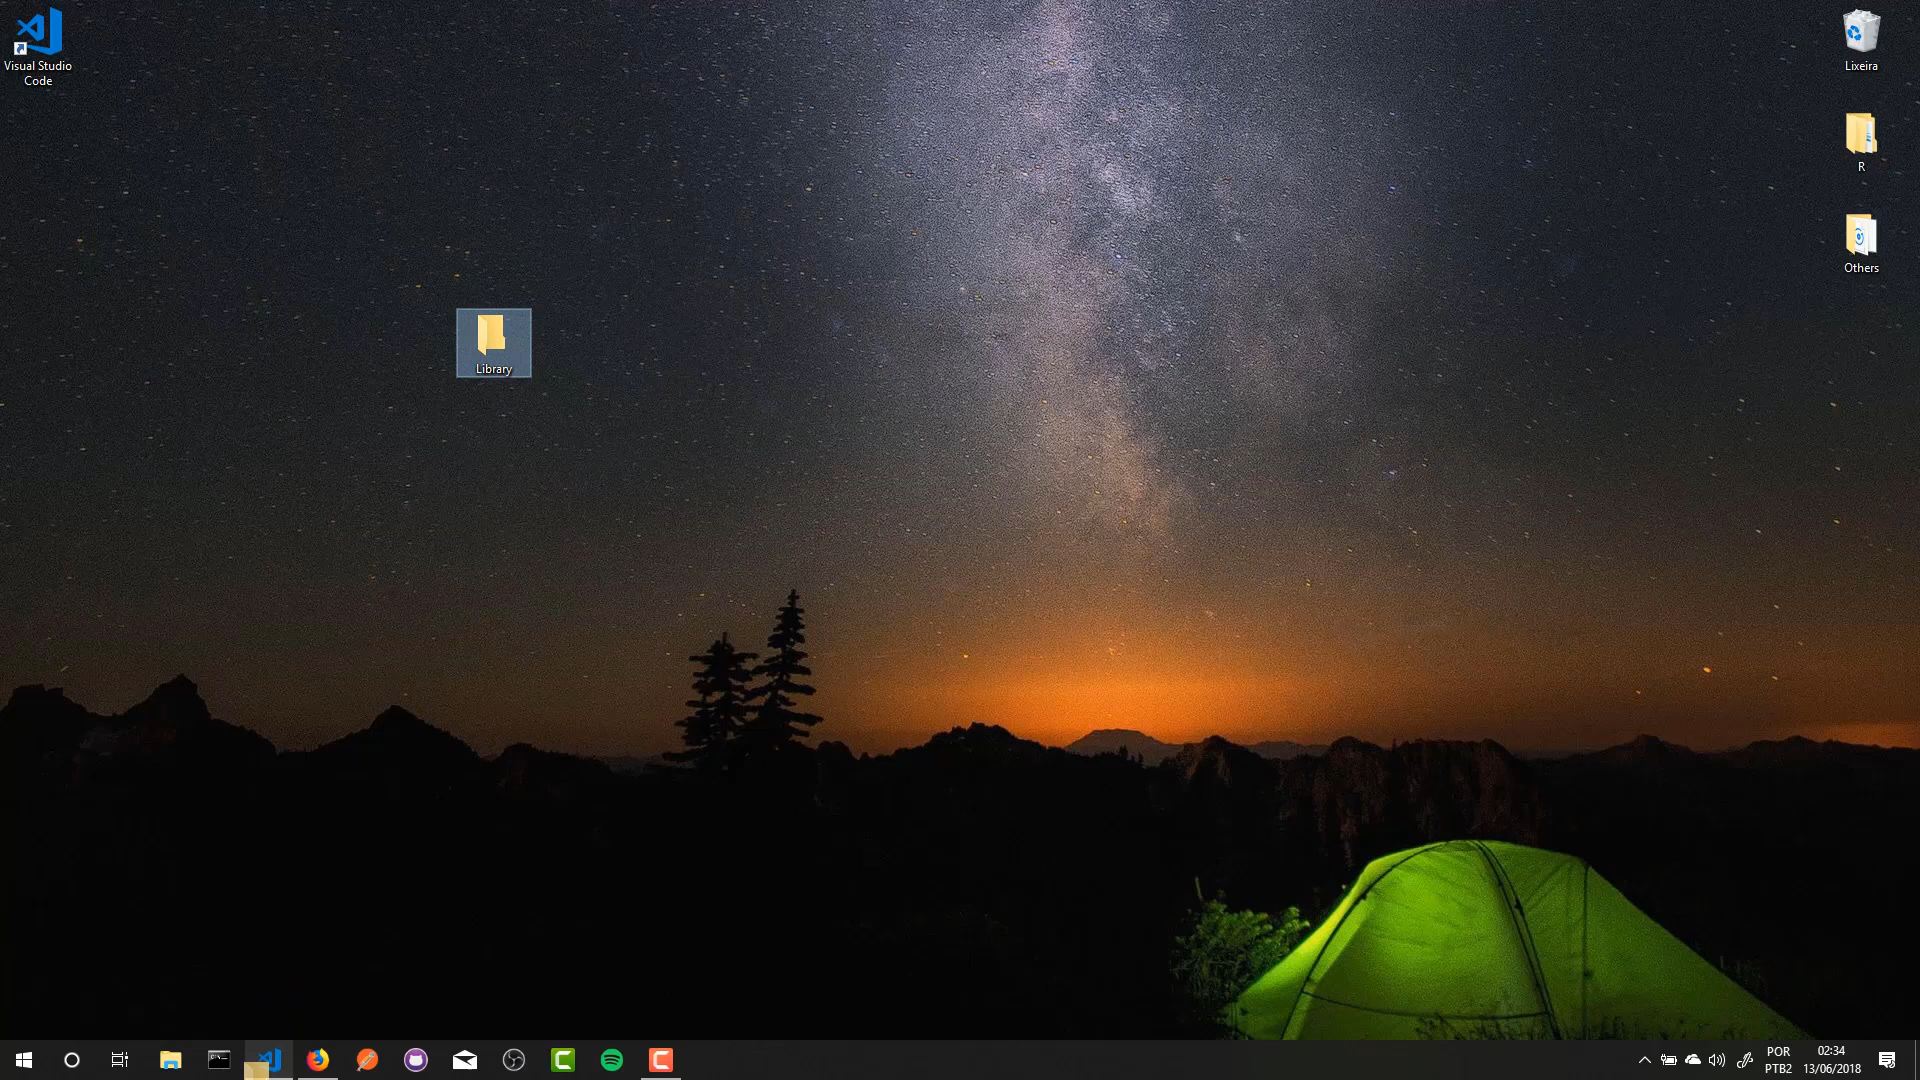 Visual Studio
Code
Lixeira
R
Others
Library
POR
PTB2
02:34
13/06/2018